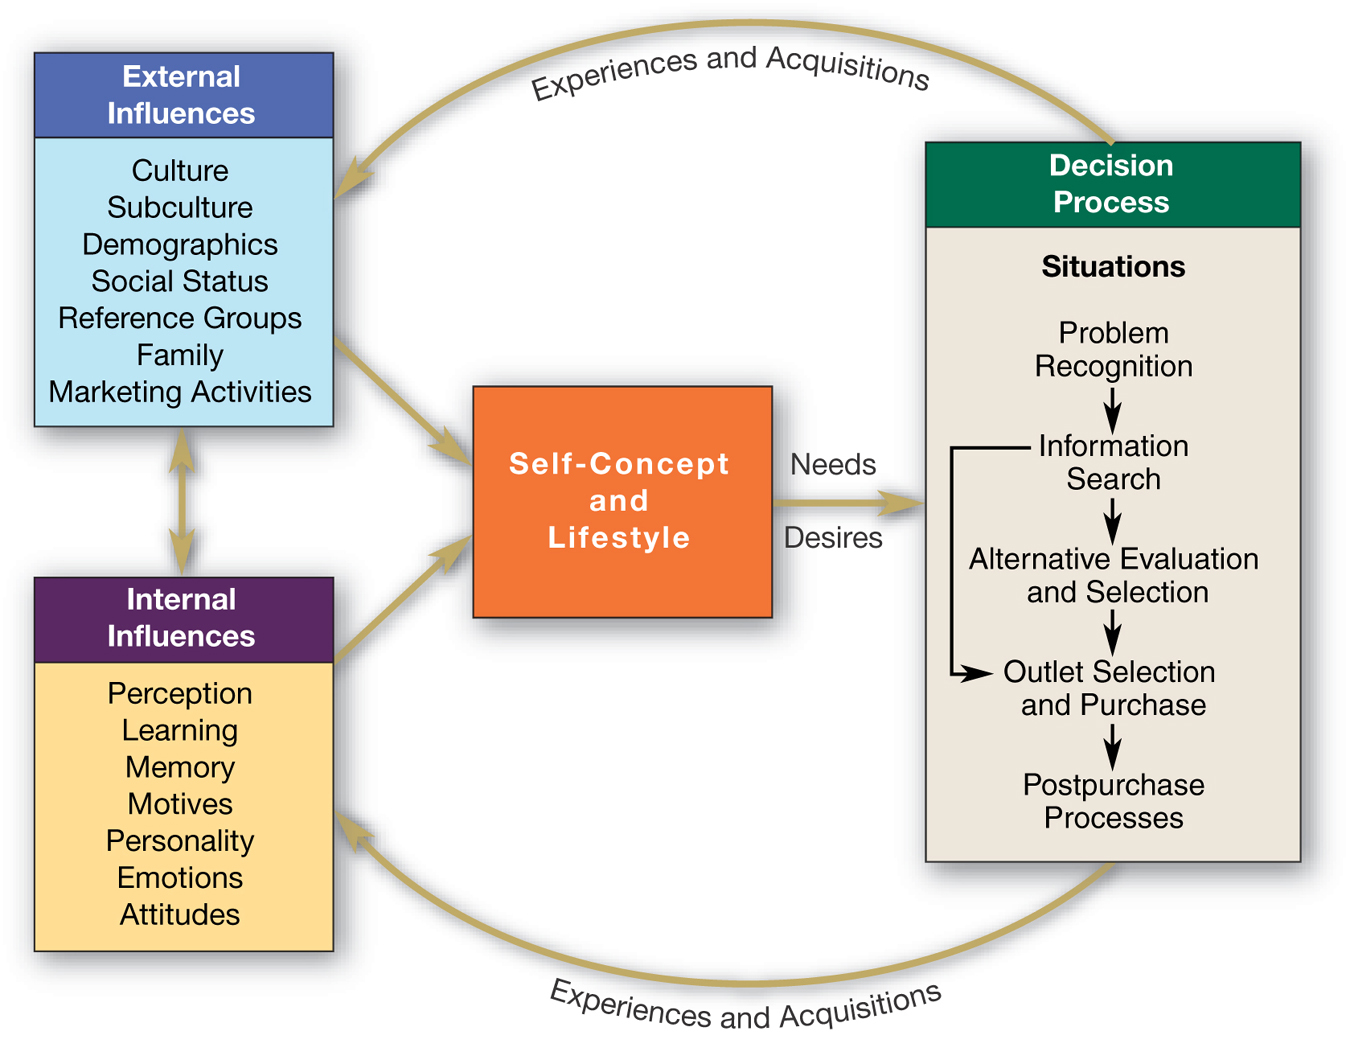 Experiences and Acquisitions
External
Influences
Culture
Subculture
Demographics
Social Status
Reference Groups
Family
Marketing Activities
Internal
Influences
Perception
Learning
Memory
Motives
Personality
Emotions
Attitudes
Self-Concept
and
Lifestyle
Needs
Desires
Decision
Process
Situations
Problem
Recognition
Information
Search
Alternative Evaluation
and Selection
Outlet Selection
and Purchase
Postpurchase
Processes
Experiences and Acquisitions